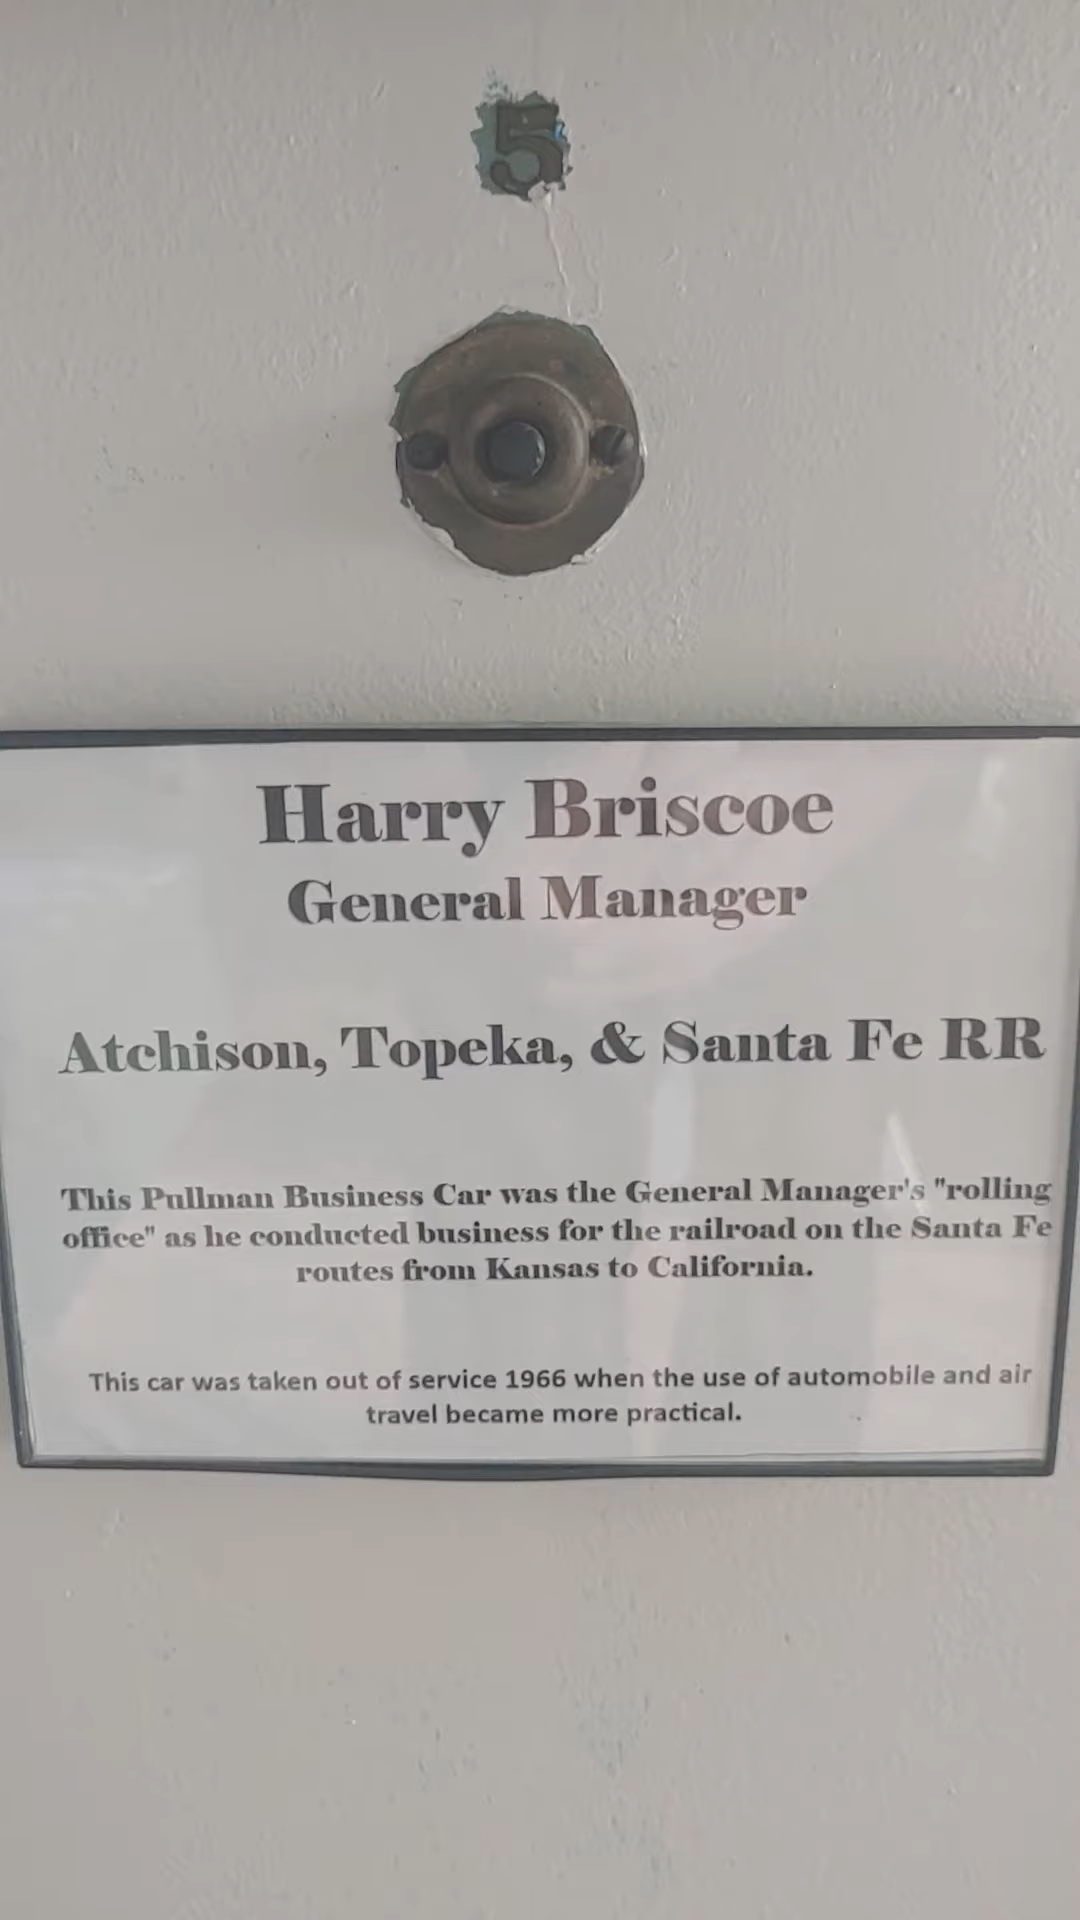 5
Harry Briscoe
General Manager
Atchison, Topeka, & Santa Fe RR
This Pullman Business Car was the General Manager's "rolling
office" as he conducted business for the railroad on the Santa Fe
routes from Kansas to California.
This car was taken out of service 1966 when the use of automobile and air
travel became more practical.